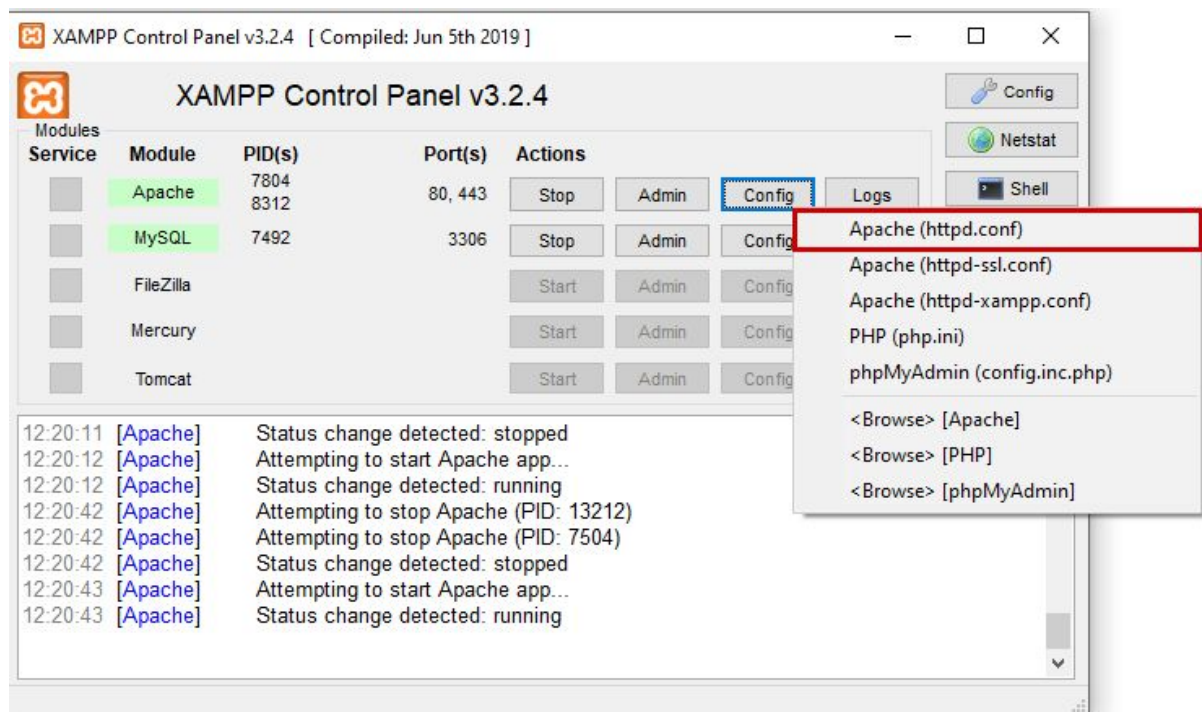 XAMPP Control Panel v3.2.4 [ Compiled: Jun 5th 2019 ]
XAMPP Control Panel v3.2.4
Config
Modules
Service Module PID(s) Port(s) Actions
Netstat
Apache 7804 8312 80, 443 Stop Admin Config Logs
Shell
MySQL 7492 3306 Stop Admin Config
FileZilla Start Admin Config
Mercury Start Admin Config
Tomcat Start Admin Config
Apache (httpd.conf)
Apache (httpd-ssl.conf)
Apache (httpd-xampp.conf)
PHP (php.ini)
phpMyAdmin (config.inc.php)
<Browse> [Apache]
<Browse> [PHP]
<Browse> [phpMyAdmin]
12:20:11 [Apache] Status change detected: stopped
12:20:12 [Apache] Attempting to start Apache app...
12:20:12 [Apache] Status change detected: running
12:20:42 [Apache] Attempting to stop Apache (PID: 13212)
12:20:42 [Apache] Attempting to stop Apache (PID: 7504)
12:20:42 [Apache] Status change detected: stopped
12:20:43 [Apache] Attempting to start Apache app...
12:20:43 [Apache] Status change detected: running